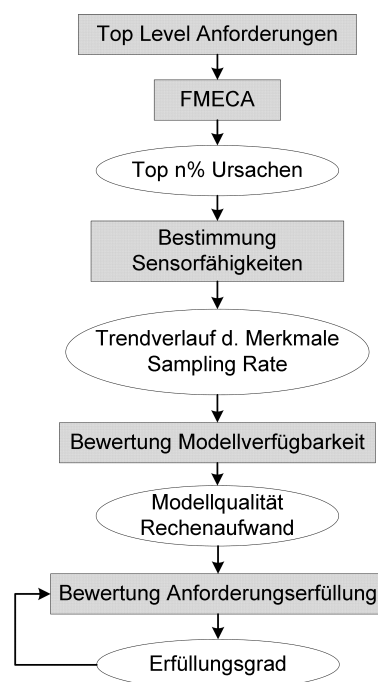 Top Level Anforderungen
FMECA
Top n% Ursachen
Bestimmung
Sensorfähigkeiten
Trendverlauf d. Merkmale
Sampling Rate
Bewertung Modellverfügbarkeit
Modellqualität
Rechenaufwand
Bewertung Anforderungserfüllung
Erfüllungsgrad